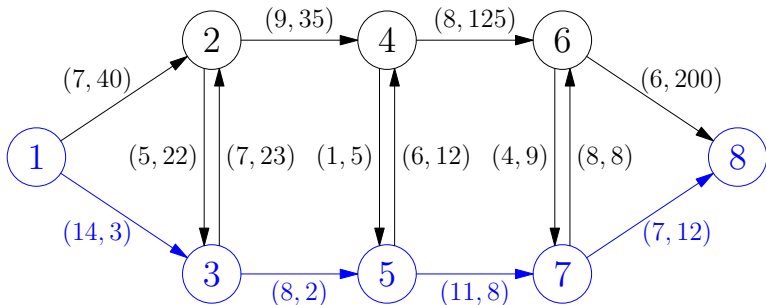 (9, 35) (8, 125)
2 4 6
(7, 40) (6, 200)
1 (5, 22) (7, 23) (1, 5) (6, 12) (4, 9) (8, 8) 8
(14, 3) (7, 12)
3 5 7
(8, 2) (11, 8)